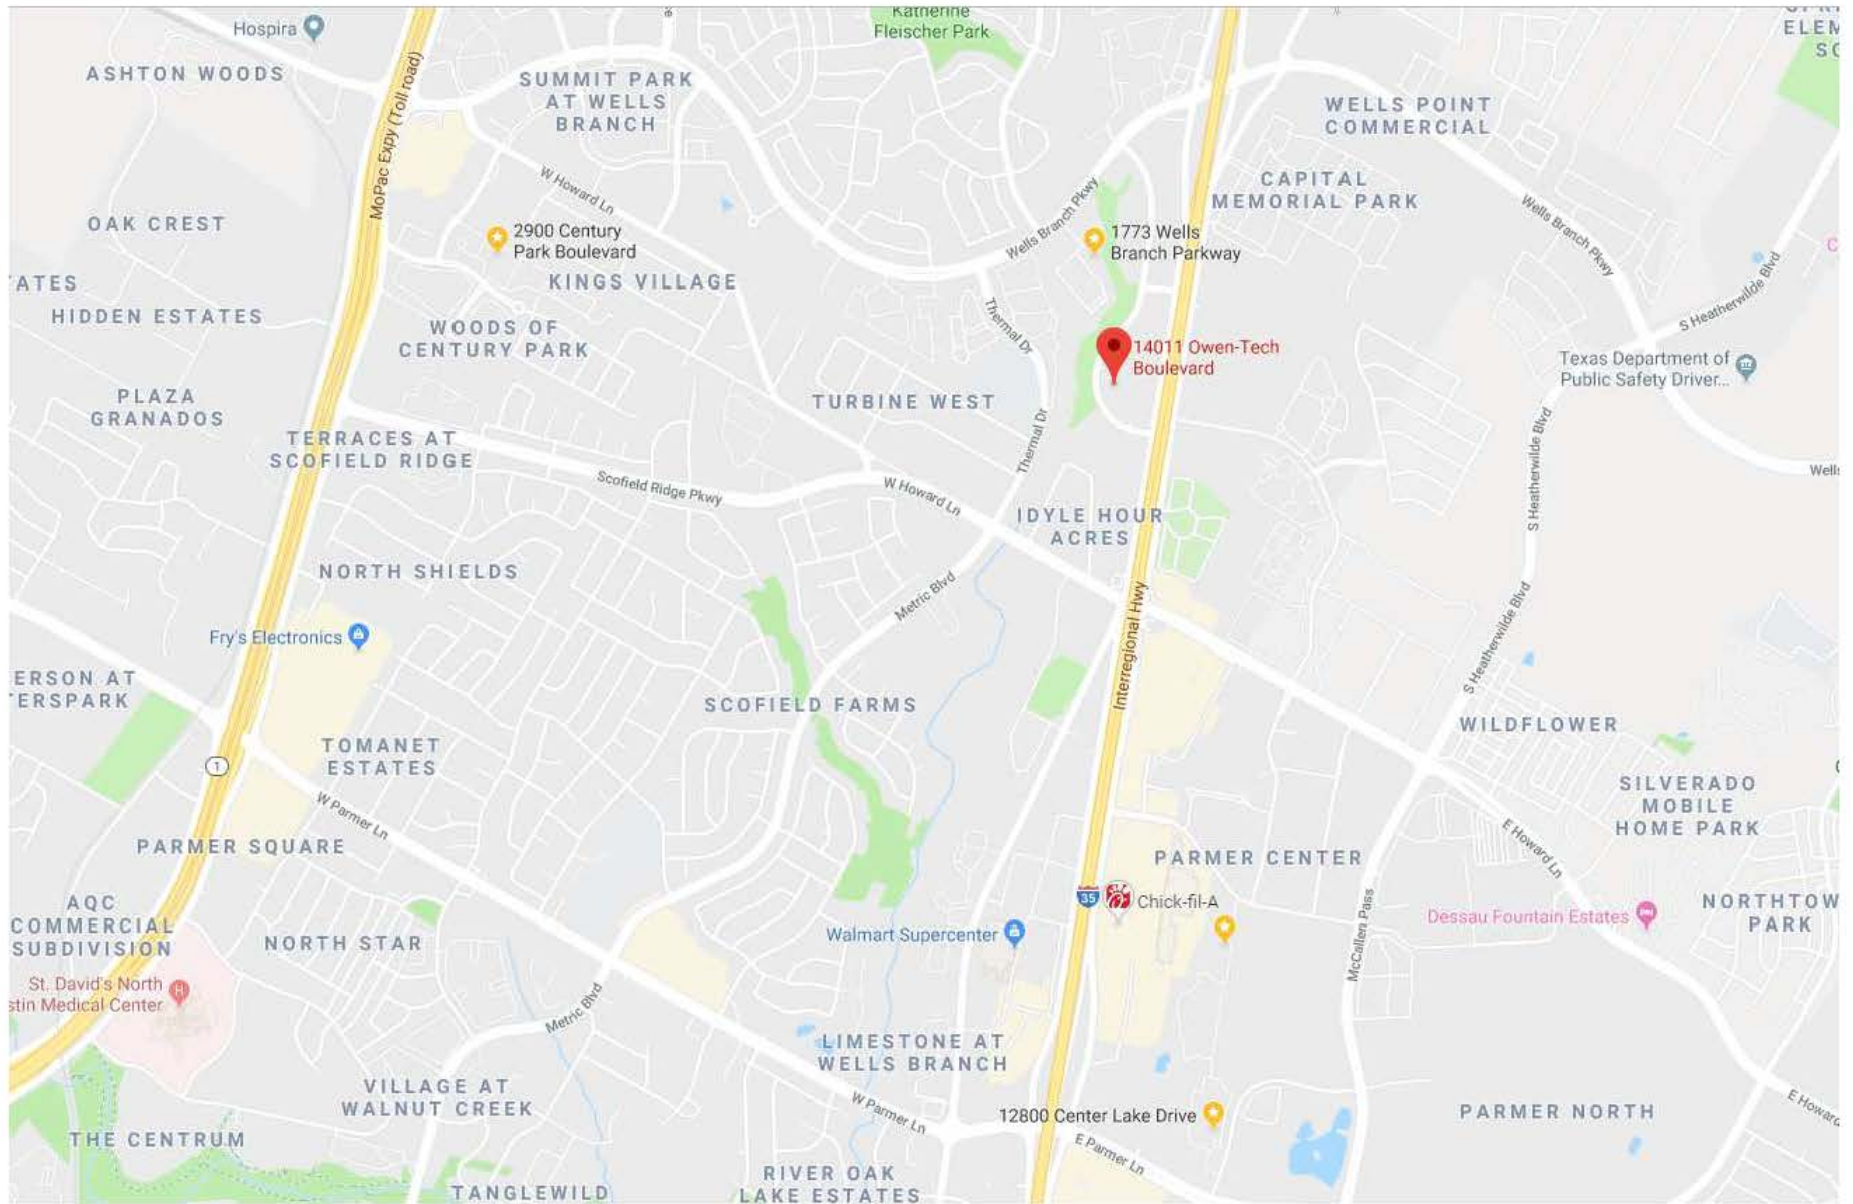 Katherine
Fleischer Park
Hospira
ASHTON WOODS
MoPac Expy (Toll road)
SUMMIT PARK
AT WELLS
BRANCH
WELLS POINT
COMMERCIAL
W Howard Ln
CAPITAL
MEMORIAL PARK
OAK CREST
2900 Century
Park Boulevard
Wells Branch Pkwy
1773 Wells
Branch Parkway
Wells Branch Pkwy
KINGS VILLAGE
ATES
HIDDEN ESTATES
S Heatherwilde Blvd
WOODS OF
CENTURY PARK
Thermal Dr
14011 Owen-Tech
Boulevard
Texas Department of
Public Safety Driver...
PLAZA
GRANADOS
TURBINE WEST
TERRACES AT
SCOFIELD RIDGE
Thermal Dr
S Heatherwilde Blvd
Wells
Scofield Ridge Pkwy
W Howard Ln
IDYLE HOUR
ACRES
NORTH SHIELDS
Metric Blvd
Interregional Hwy
S Heatherwilde Blvd
Fry's Electronics
ERSON AT
TERSPARK
SCOFIELD FARMS
WILDFLOWER
TOMANET
ESTATES
1
SILVERADO
MOBILE
HOME PARK
W Parmer Ln
PARMER SQUARE
PARMER CENTER
E Howard Ln
35
Chick-fil-A
AQC
COMMERCIAL
SUBDIVISION
NORTH STAR
Walmart Supercenter
McCallen Pass
Dessau Fountain Estates
NORTHTOW
PARK
St. David's North
stin Medical Center
Metric Blvd
LIMESTONE AT
WELLS BRANCH
VILLAGE AT
WALNUT CREEK
W Parmer Ln
12800 Center Lake Drive
E Parmer Ln
PARMER NORTH
E Howard
THE CENTRUM
RIVER OAK
LAKE ESTATES
TANGLEWILD